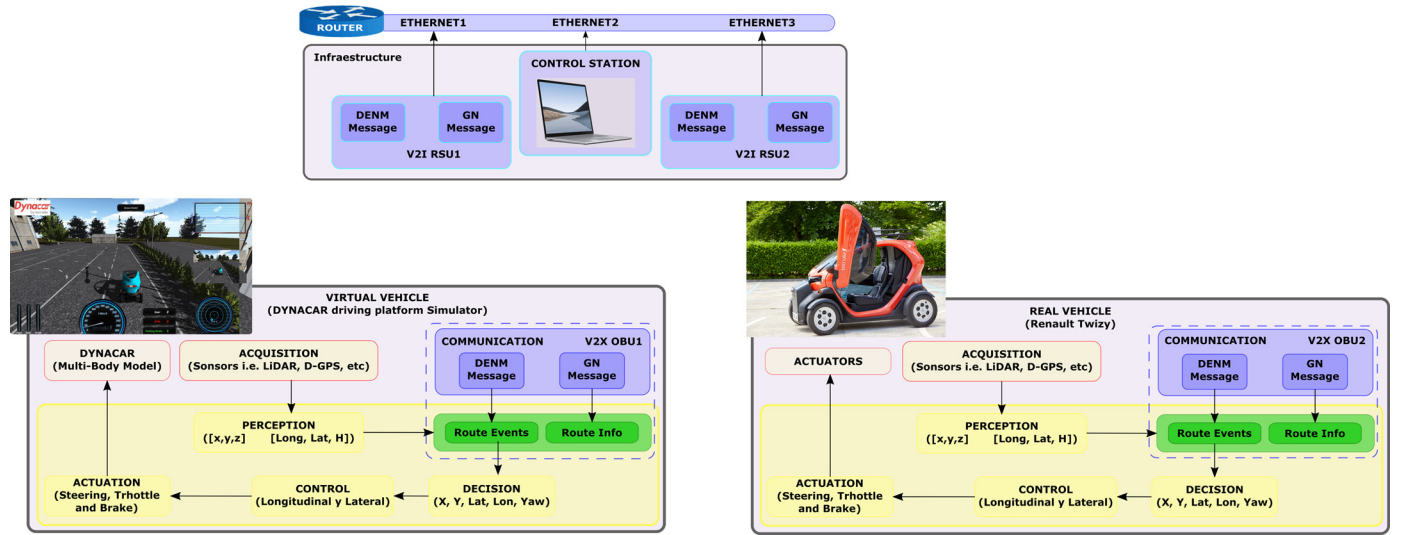 ROUTER
ETHERNET1
ETHERNET2
ETHERNET3
Infraestructure
CONTROL STATION
DENM
Message
GN
Message
V2I RSU1
DENM
Message
GN
Message
V2I RSU2
Dynacar
VIRTUAL VEHICLE
(DYNACAR driving platform Simulator)
DYNACAR
(Multi-Body Model)
ACQUISITION
(Sonsors i.e. LiDAR, D-GPS, etc)
COMMUNICATION
V2X OBU1
DENM
Message
GN
Message
PERCEPTION
([x,y,z] [Long, Lat, H])
Route Events
Route Info
ACTUATION
(Steering, Trhottle
and Brake)
CONTROL
(Longitudinal y Lateral)
DECISION
(X, Y, Lat, Lon, Yaw)
REAL VEHICLE
(Renault Twizy)
ACTUATORS
ACQUISITION
(Sonsors i.e. LiDAR, D-GPS, etc)
COMMUNICATION
V2X OBU2
DENM
Message
GN
Message
PERCEPTION
([x,y,z] [Long, Lat, H])
Route Events
Route Info
ACTUATION
(Steering, Trhottle
and Brake)
CONTROL
(Longitudinal y Lateral)
DECISION
(X, Y, Lat, Lon, Yaw)